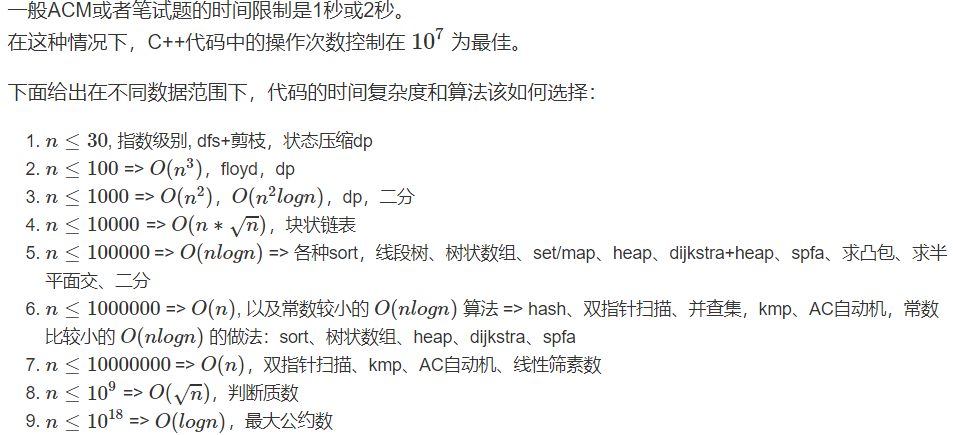 一般ACM或者笔试题的时间限制是1秒或2秒。
在这种情况下，C++代码中的操作次数控制在 10^7 为最佳。
下面给出在不同数据范围下，代码的时间复杂度和算法该如何选择：
1. n ≤ 30, 指数级别, dfs+剪枝，状态压缩dp
2. n ≤ 100 => O(n^3)，floyd，dp
3. n ≤ 1000 => O(n^2)，O(n^2logn)，dp，二分
4. n ≤ 10000 => O(n * √n)，块状链表
5. n ≤ 100000 => O(nlogn) => 各种sort，线段树、树状数组、set/map、heap、dijkstra+heap、spfa、求凸包、求半
平面交、二分
6. n ≤ 1000000 => O(n), 以及常数较小的 O(nlogn) 算法 => hash、双指针扫描、并查集，kmp、AC自动机，常数
比较小的 O(nlogn) 的做法：sort、树状数组、heap、dijkstra、spfa
7. n ≤ 10000000 => O(n)，双指针扫描、kmp、AC自动机、线性筛素数
8. n ≤ 10^9 => O(√n)，判断质数
9. n ≤ 10^18 => O(logn)，最大公约数